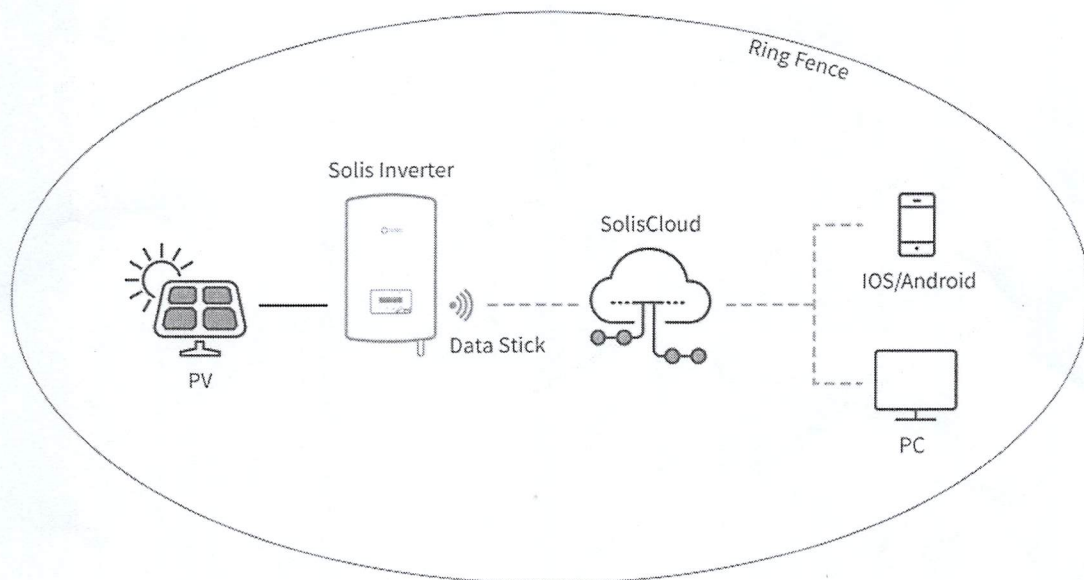 Ring Fence
Solis Inverter
SolisCloud
IOS/Android
Data Stick
PV
PC